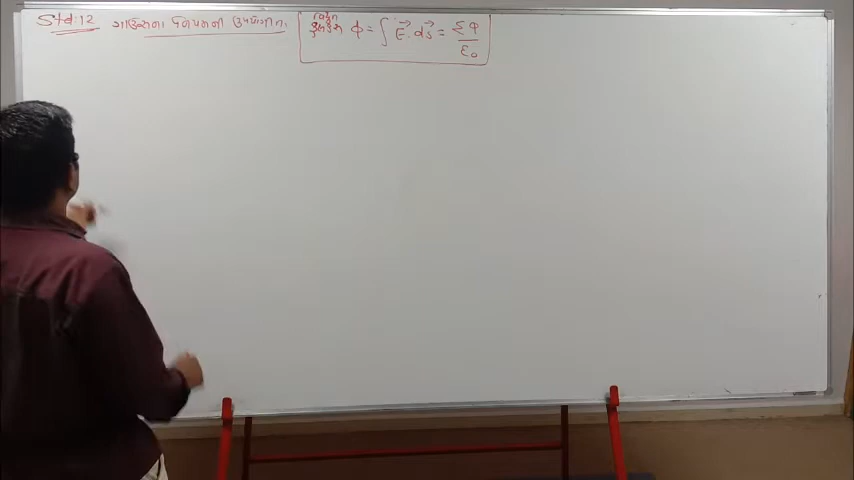 Std:12 ગાઉસના નિયમની ઉપયોગીતા. ફ્લક્સ ϕ = ∫ E⃗. ds⃗ = Σq/ε₀